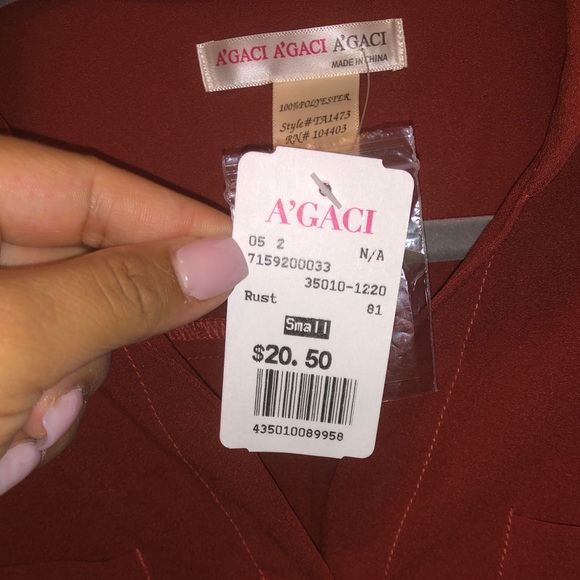 A'GACI A'GACI A'GACI
MADE IN CHINA
100%POLYESTER
Style#TA1473
RN# 104403
A'GACI
05 2 N/A
7159200033
35010-1220
Rust 81
Small
$20.50
435010089958